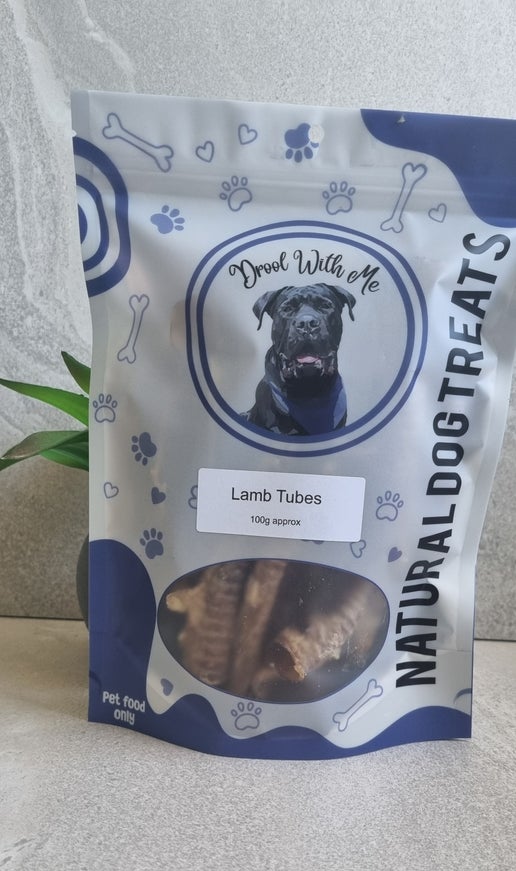 Drool With Me
NATURAL DOG TREATS
Lamb Tubes
100g approx
Pet food
only